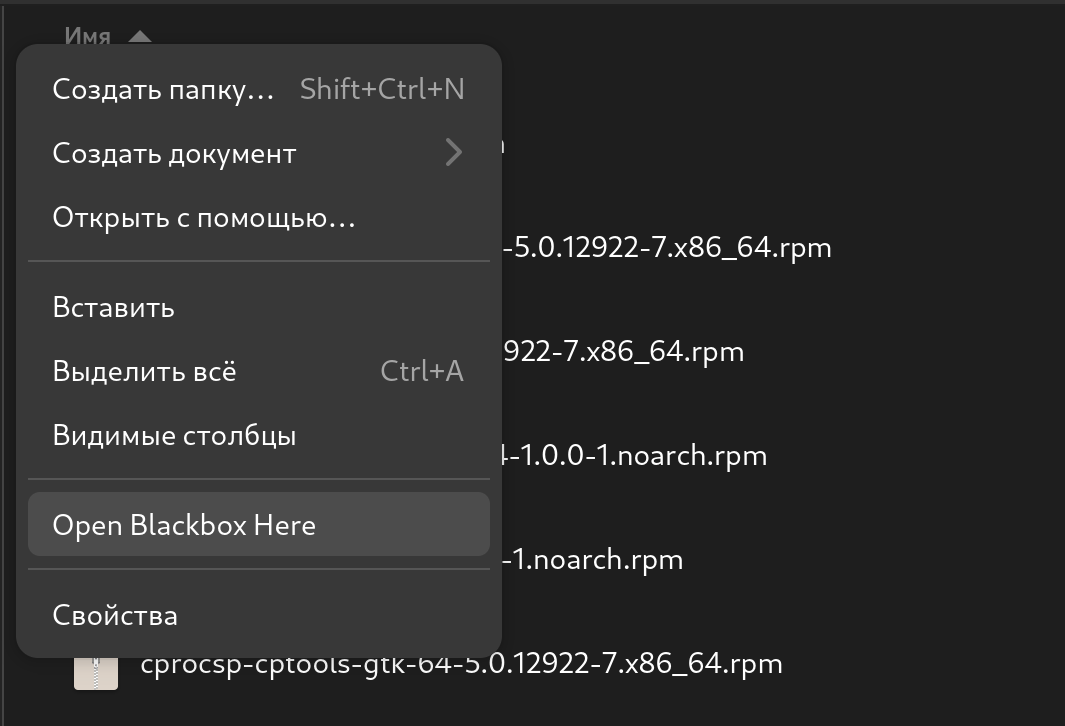 Имя
Создать папку... Shift+Ctrl+N
Создать документ
Открыть с помощью...
-5.0.12922-7.x86_64.rpm
Вставить
922-7.x86_64.rpm
Выделить всё Ctrl+A
Видимые столбцы
-1.0.0-1.noarch.rpm
Open Blackbox Here
-1.noarch.rpm
Свойства
cprocsp-cptools-gtk-64-5.0.12922-7.x86_64.rpm